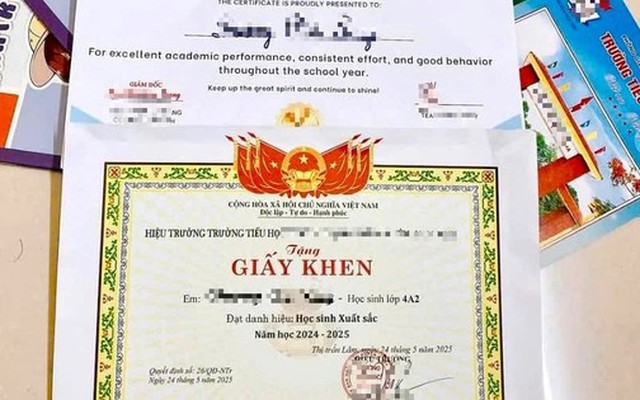 THE CERTIFICATE IS PROUDLY PRESENTED TO:
For excellent academic performance, consistent effort, and good behavior
throughout the school year.
Keep up the great spirit and continue to shine!
GIÁM ĐỐC
TRƯỜNG TIỂ
CỘNG HÒA XÃ HỘI CHỦ NGHĨA VIỆT NAM
Độc lập - Tự do - Hạnh phúc
HIỆU TRƯỞNG TRƯỜNG TIỂU HỌ
Tặng
GIẤY KHEN
Em: - Học sinh lớp 4A2
Đạt danh hiệu: Học sinh Xuất sắc
Năm học 2024 - 2025
Thị trấn Lâm, ngày 24 tháng 5 năm 2025
Quyết định số: 26/QĐ-NTr
Ngày 24 tháng 5 năm 2025
HIỆU TRƯỞNG